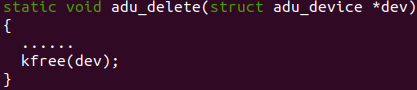 static void adu_delete(struct adu_device *dev)
{
  ......
  kfree(dev);
}